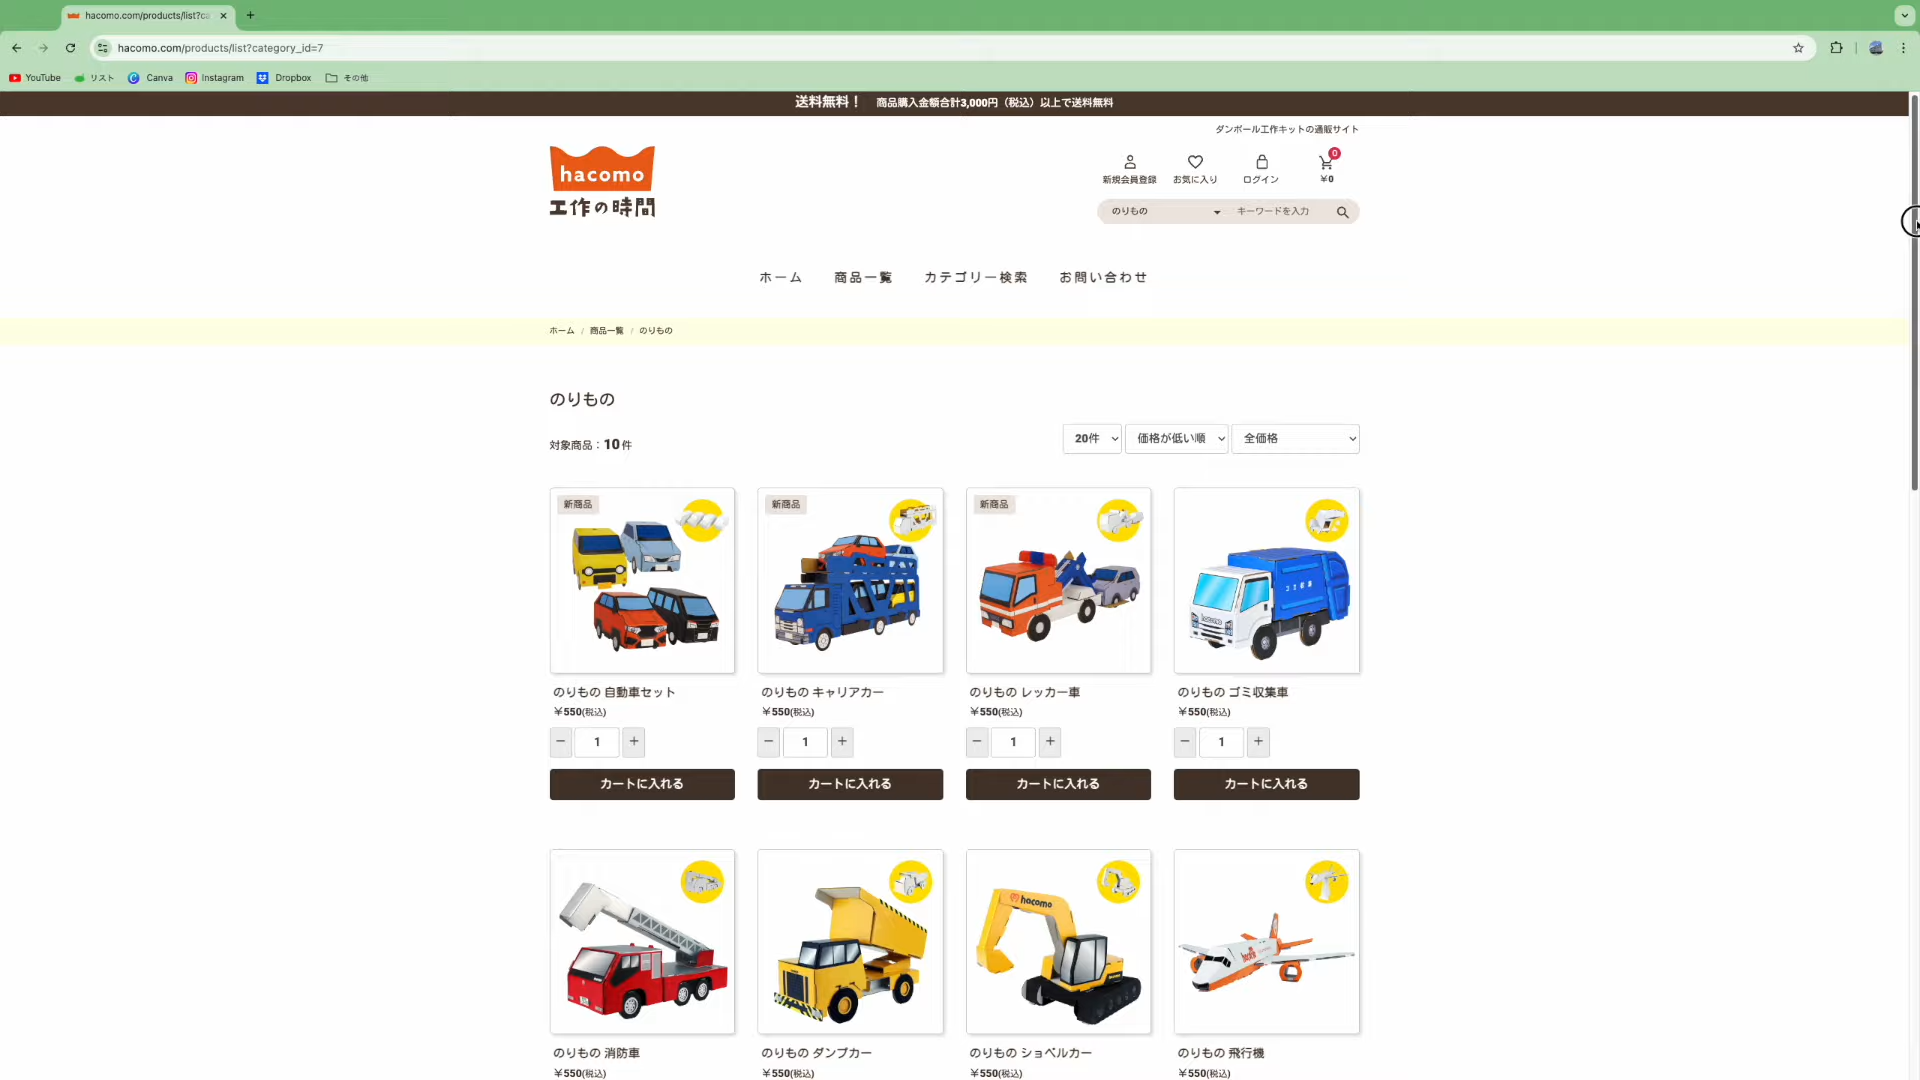 hacomo.com/products/list?ca
hacomo.com/products/list?category_id=7
YouTube
リスト
Canva
Instagram
Dropbox
その他
送料無料！ 商品購入金額合計3,000円（税込）以上で送料無料
ダンボール工作キットの通販サイト
hacomo
工作の時間
新規会員登録
お気に入り
ログイン
0
¥0
のりもの
キーワードを入力
ホーム
商品一覧
カテゴリー検索
お問い合わせ
ホーム / 商品一覧 / のりもの
のりもの
対象商品：10件
20件
価格が低い順
全価格
新商品
新商品
新商品
のりもの 自動車セット
¥550(税込)
1
カートに入れる
のりもの キャリアカー
¥550(税込)
1
カートに入れる
のりもの レッカー車
¥550(税込)
1
カートに入れる
hacomo
のりもの ゴミ収集車
¥550(税込)
1
カートに入れる
のりもの 消防車
¥550(税込)
のりもの ダンプカー
¥550(税込)
hacomo
のりもの ショベルカー
¥550(税込)
のりもの 飛行機
¥550(税込)